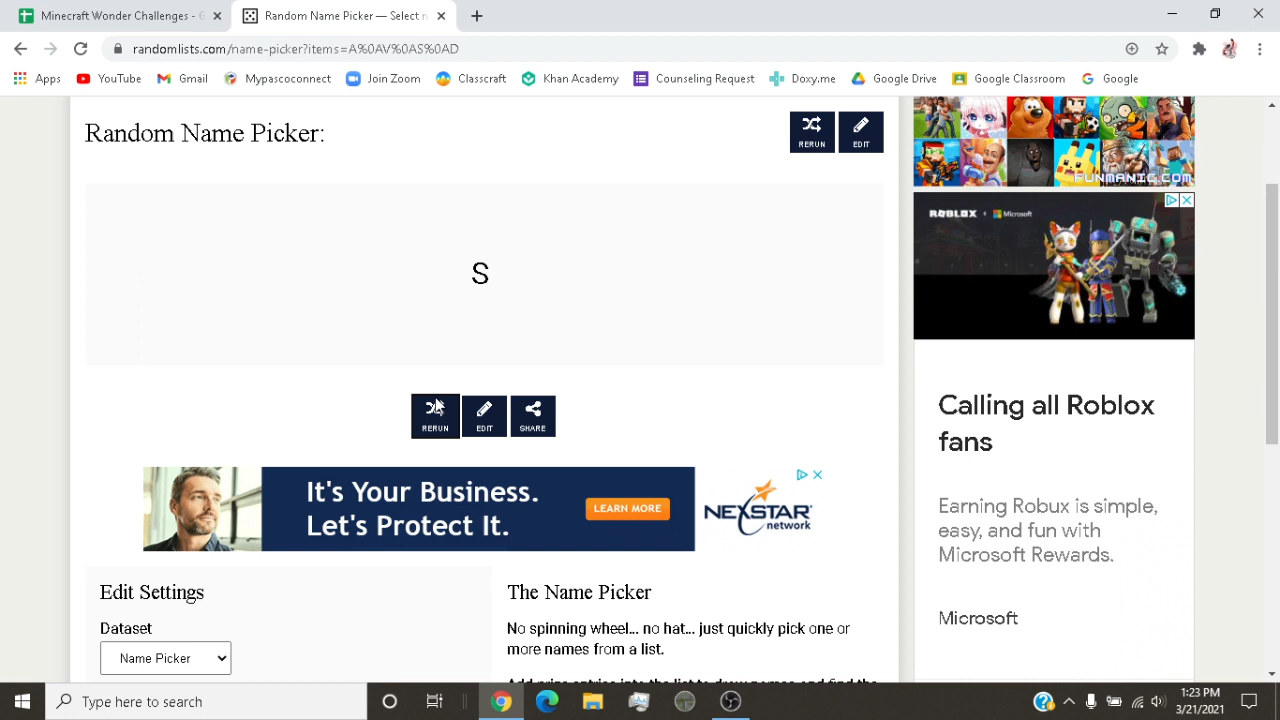 Minecraft Wonder Challenges - G
Random Name Picker — Select n
randomlists.com/name-picker?items=A%0AV%0AS%0AD
Apps YouTube Gmail Mypascoconnect Join Zoom Classcraft Khan Academy Counseling Request Doxy.me Google Drive Google Classroom Google
Random Name Picker:
RERUN EDIT
FUNMANIC.COM
ROBLOX + Microsoft
S
RERUN EDIT SHARE
Calling all Roblox
fans
It's Your Business.
Let's Protect It.
LEARN MORE
NEXSTAR
network
Earning Robux is simple,
easy, and fun with
Microsoft Rewards.
Microsoft
Edit Settings
Dataset
Name Picker
The Name Picker
No spinning wheel... no hat... just quickly pick one or
more names from a list.
Type here to search
1:23 PM
3/21/2021